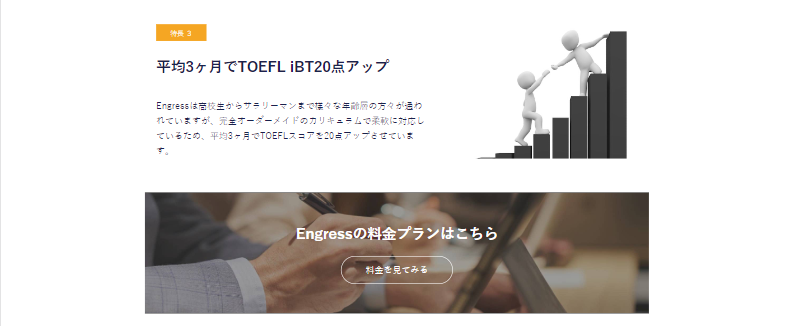 特長 3
平均3ヶ月でTOEFL iBT20点アップ
Engressは高校生からサラリーマンまで様々な年齢層の方々が通わ
れていますが、完全オーダーメイドのカリキュラムで柔軟に対応し
ているため、平均3ヶ月でTOEFLスコアを20点アップさせていま
す。
Engressの料金プランはこちら
料金を見てみる